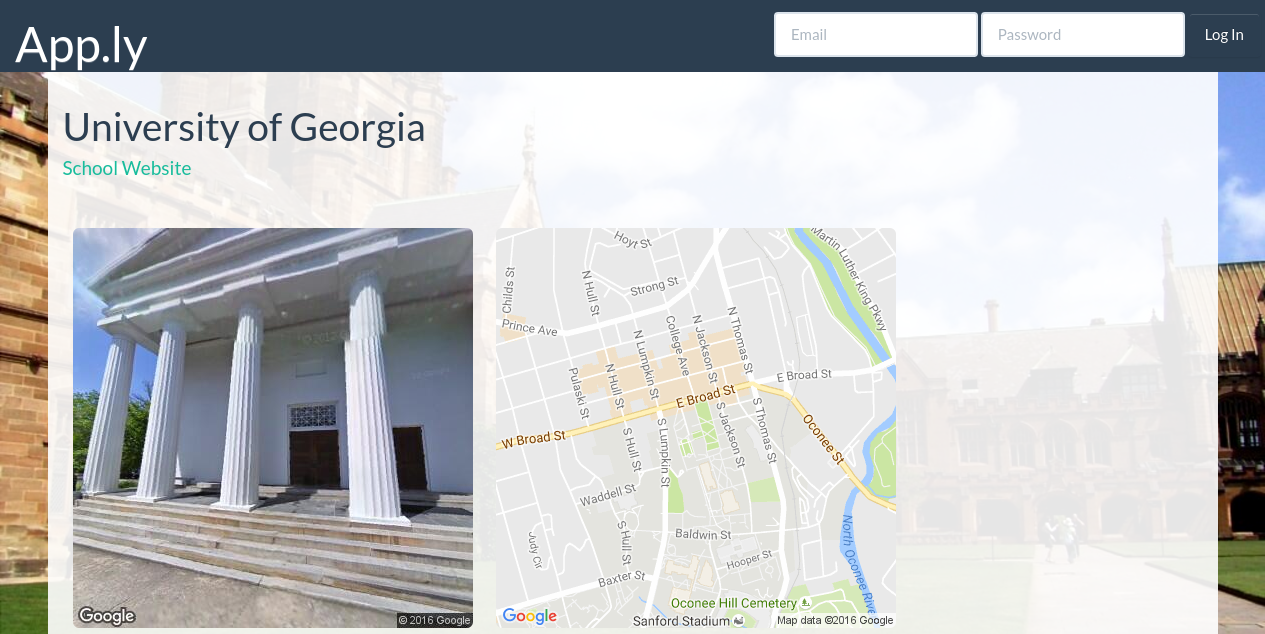 App.ly
Email
Password
Log In
University of Georgia
School Website
Google
© 2016 Google
Hoyt St
Martin Luther King Pkwy
Childs St
N Hull St
Strong St
Prince Ave
N Lumpkin St
College Ave
N Jackson St
N Thomas St
E Broad St
Pulaski St
N Hull St
E Broad St
W Broad St
S Hull St
S Lumpkin St
S Jackson St
S Thomas St
Oconee St
Waddell St
S Hull St
Judy Cir
Baldwin St
Hooper St
North Oconee River
Baxter St
Oconee Hill Cemetery
Google
Sanford Stadium
Map data ©2016 Google